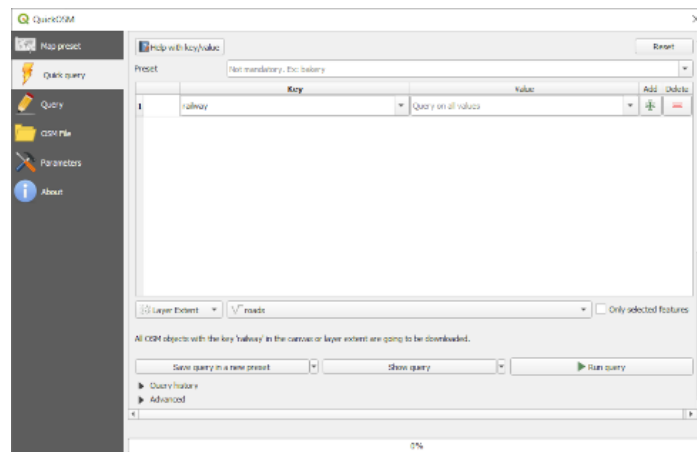 QuickOSM
Map preset
Quick query
Query
OSM File
Parameters
About
Help with key/value
Reset
Preset
Not mandatory. Ex: bakery
Key Value Add Delete
1 railway Query on all values
Layer Extent roads Only selected features
All OSM objects with the key 'railway' in the canvas or layer extent are going to be downloaded.
Save query in a new preset Show query Run query
Query history
Advanced
0%